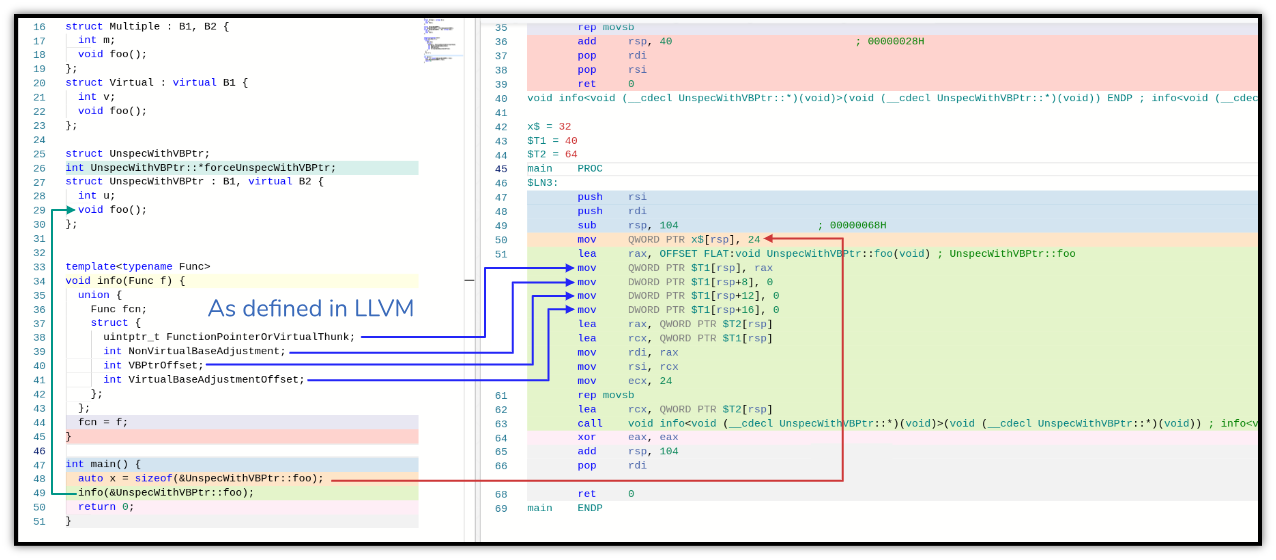 16 struct Multiple : B1, B2 {
17 int m;
18 void foo();
19 };
20 struct Virtual : virtual B1 {
21 int v;
22 void foo();
23 };
24
25 struct UnspecWithVBPtr;
26 int UnspecWithVBPtr::*forceUnspecWithVBPtr;
27 struct UnspecWithVBPtr : B1, virtual B2 {
28 int u;
29 void foo();
30 };
31
32
33 template<typename Func>
34 void info(Func f) {
35 union {
36 Func fcn;
37 struct {
38 uintptr_t FunctionPointerOrVirtualThunk;
39 int NonVirtualBaseAdjustment;
40 int VBPtrOffset;
41 int VirtualBaseAdjustmentOffset;
42 };
43 };
44 fcn = f;
45 }
46
47 int main() {
48 auto x = sizeof(&UnspecWithVBPtr::foo);
49 info(&UnspecWithVBPtr::foo);
50 return 0;
51 }
As defined in LLVM
35 rep movsb
36 add rsp, 40 ; 00000028H
37 pop rdi
38 pop rsi
39 ret 0
40 void info<void (__cdecl UnspecWithVBPtr::*)(void)>(void (__cdecl UnspecWithVBPtr::*)(void)) ENDP ; info<void (__cdec
41
42 x$ = 32
43 $T1 = 40
44 $T2 = 64
45 main PROC
46 $LN3:
47 push rsi
48 push rdi
49 sub rsp, 104 ; 00000068H
50 mov QWORD PTR x$[rsp], 24
51 lea rax, OFFSET FLAT:void UnspecWithVBPtr::foo(void) ; UnspecWithVBPtr::foo
mov QWORD PTR $T1[rsp], rax
mov DWORD PTR $T1[rsp+8], 0
mov DWORD PTR $T1[rsp+12], 0
mov DWORD PTR $T1[rsp+16], 0
lea rax, QWORD PTR $T2[rsp]
lea rcx, QWORD PTR $T1[rsp]
mov rdi, rax
mov rsi, rcx
mov ecx, 24
61 rep movsb
62 lea rcx, QWORD PTR $T2[rsp]
63 call void info<void (__cdecl UnspecWithVBPtr::*)(void)>(void (__cdecl UnspecWithVBPtr::*)(void)) ; info<v
64 xor eax, eax
65 add rsp, 104
66 pop rdi
68 ret 0
69 main ENDP